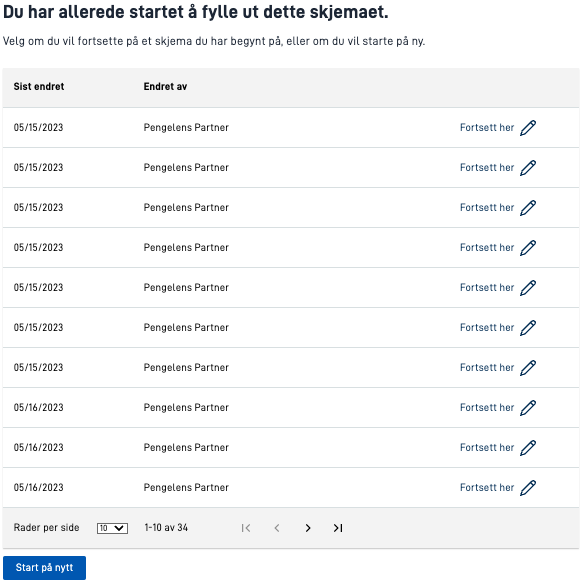 Du har allerede startet å fylle ut dette skjemaet.
Velg om du vil fortsette på et skjema du har begynt på, eller om du vil starte på ny.
Sist endret Endret av
05/15/2023 Pengelens Partner Fortsett her
05/15/2023 Pengelens Partner Fortsett her
05/15/2023 Pengelens Partner Fortsett her
05/15/2023 Pengelens Partner Fortsett her
05/15/2023 Pengelens Partner Fortsett her
05/15/2023 Pengelens Partner Fortsett her
05/15/2023 Pengelens Partner Fortsett her
05/16/2023 Pengelens Partner Fortsett her
05/16/2023 Pengelens Partner Fortsett her
05/16/2023 Pengelens Partner Fortsett her
Rader per side 10 1-10 av 34
Start på nytt